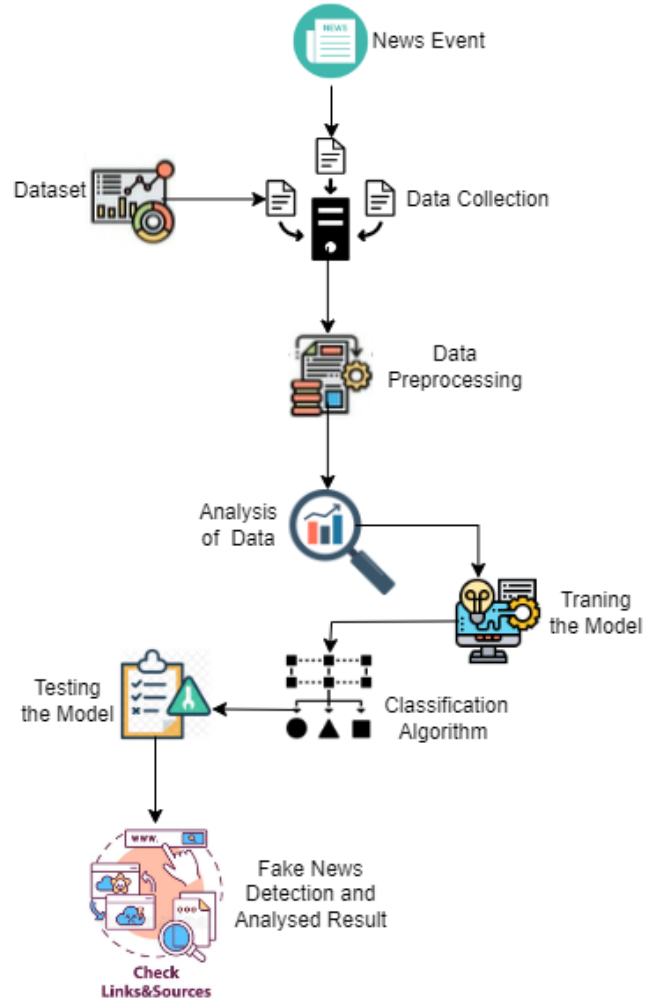 NEWS
News Event
Dataset
Data Collection
Data
Preprocessing
Analysis
of Data
Traning
the Model
Classification
Algorithm
Testing
the Model
www.
Fake News
Detection and
Analysed Result
Check
Links&Sources